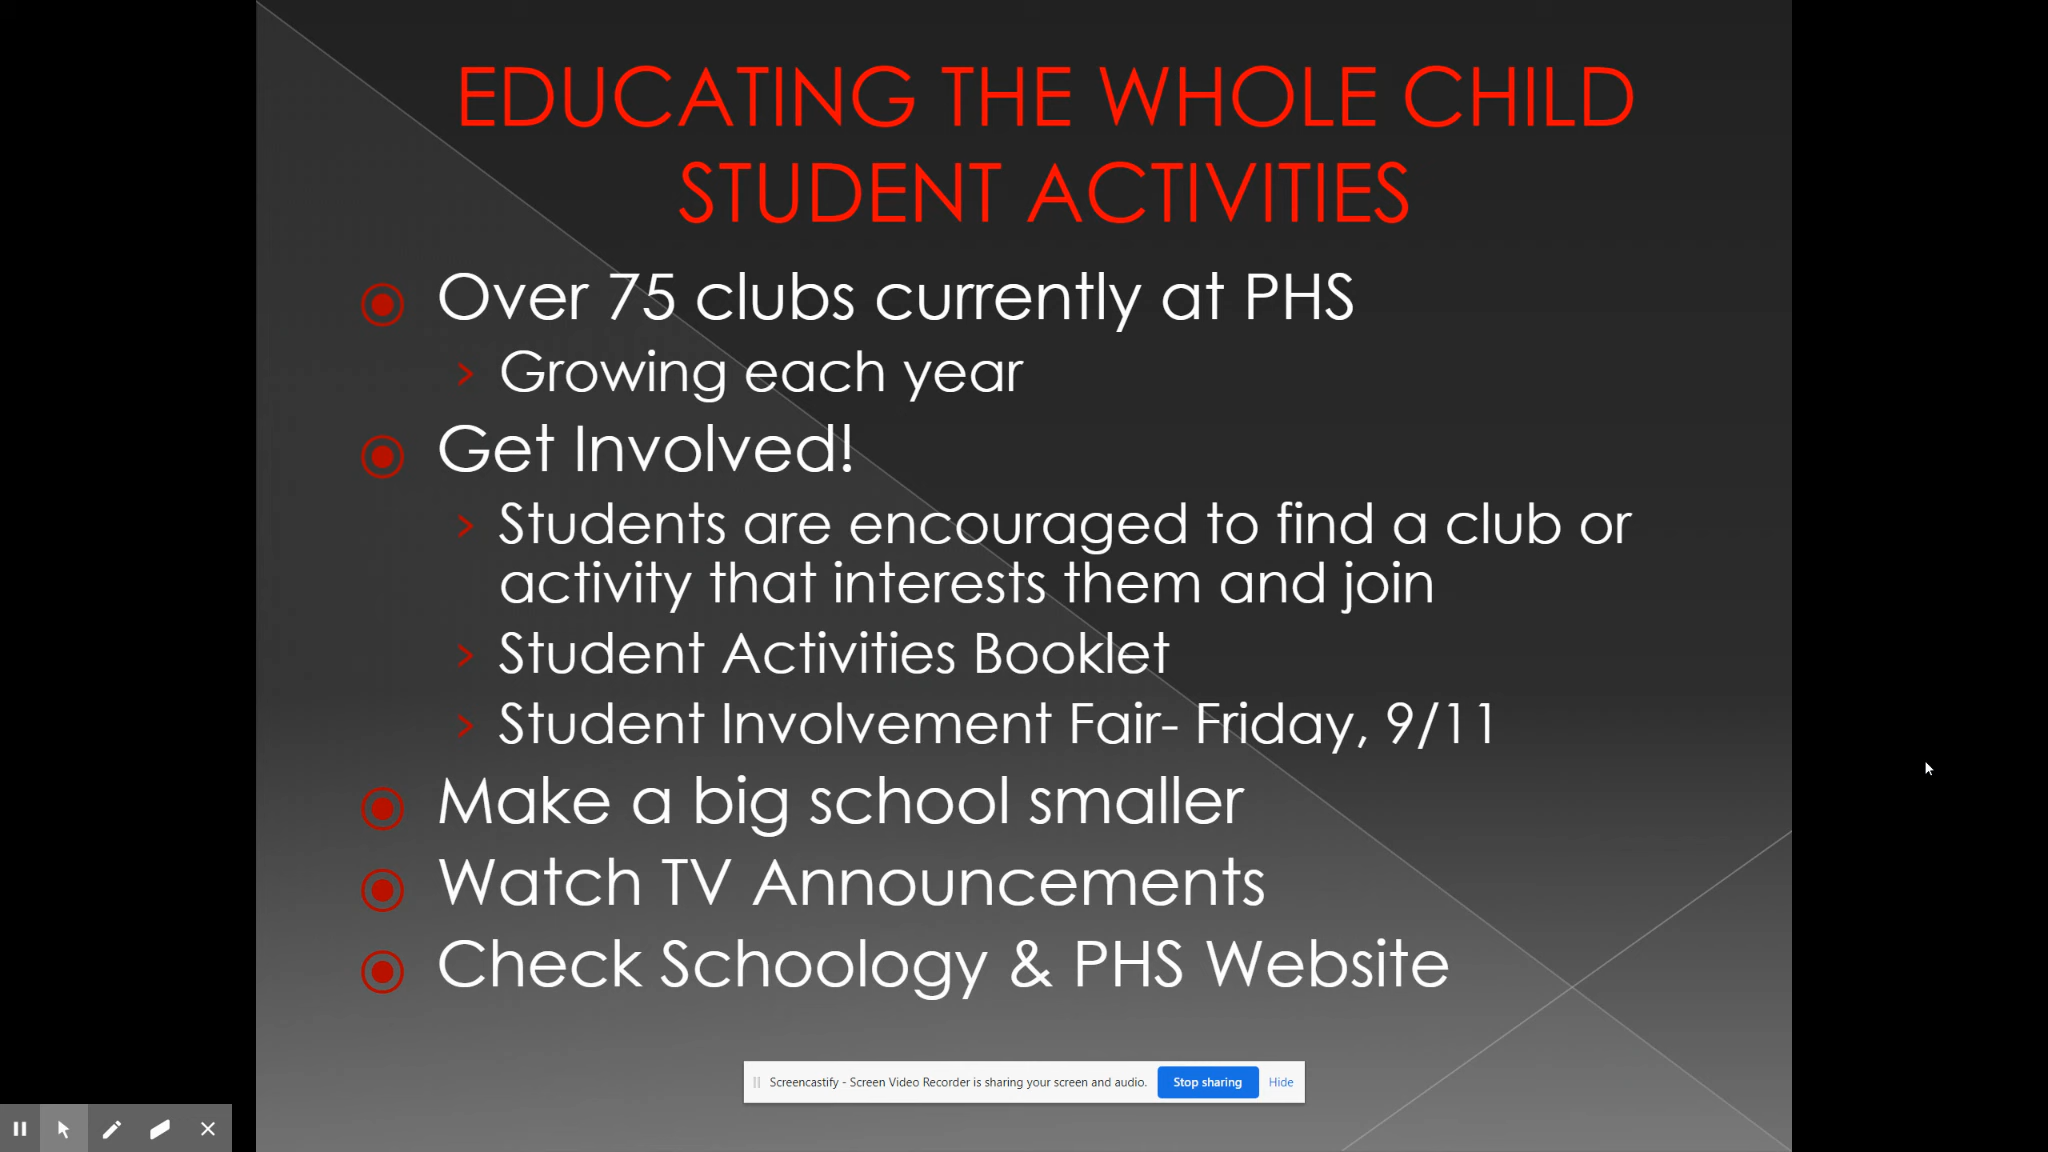 EDUCATING THE WHOLE CHILD
STUDENT ACTIVITIES
Over 75 clubs currently at PHS
Growing each year
Get Involved!
Students are encouraged to find a club or
activity that interests them and join
Student Activities Booklet
Student Involvement Fair- Friday, 9/11
Make a big school smaller
Watch TV Announcements
Check Schoology & PHS Website
Screencastify - Screen Video Recorder is sharing your screen and audio. Stop sharing Hide